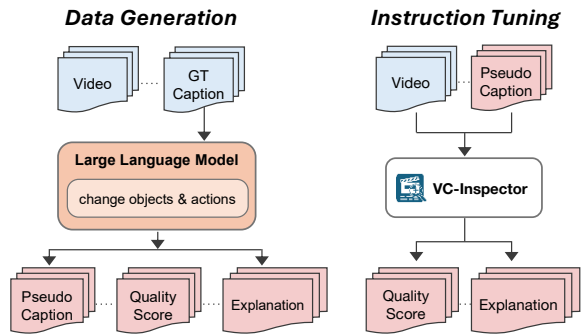 Data Generation
Video
GT
Caption
Large Language Model
change objects & actions
Pseudo
Caption
Quality
Score
Explanation
Instruction Tuning
Video
Pseudo
Caption
VC-Inspector
Quality
Score
Explanation